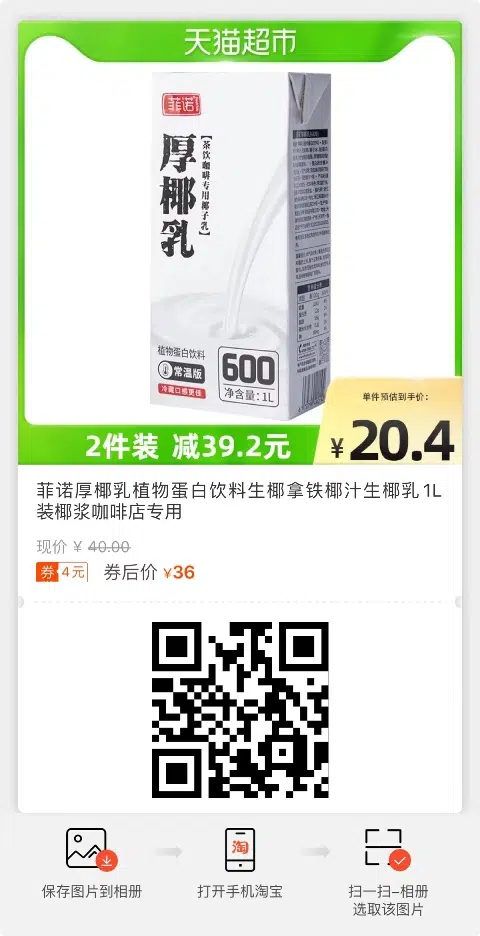 天猫超市
菲诺
厚椰乳
【茶饮咖啡专用椰子乳】
植物蛋白饮料
常温版
冷藏口感更佳
600
净含量:1L
2件装 减39.2元
单件预估到手价:
¥20.4
菲诺厚椰乳植物蛋白饮料生椰拿铁椰汁生椰乳1L
装椰浆咖啡店专用
现价 ¥ 40.00
券 4元 券后价 ¥36
保存图片到相册
打开手机淘宝
淘
扫一扫-相册
选取该图片